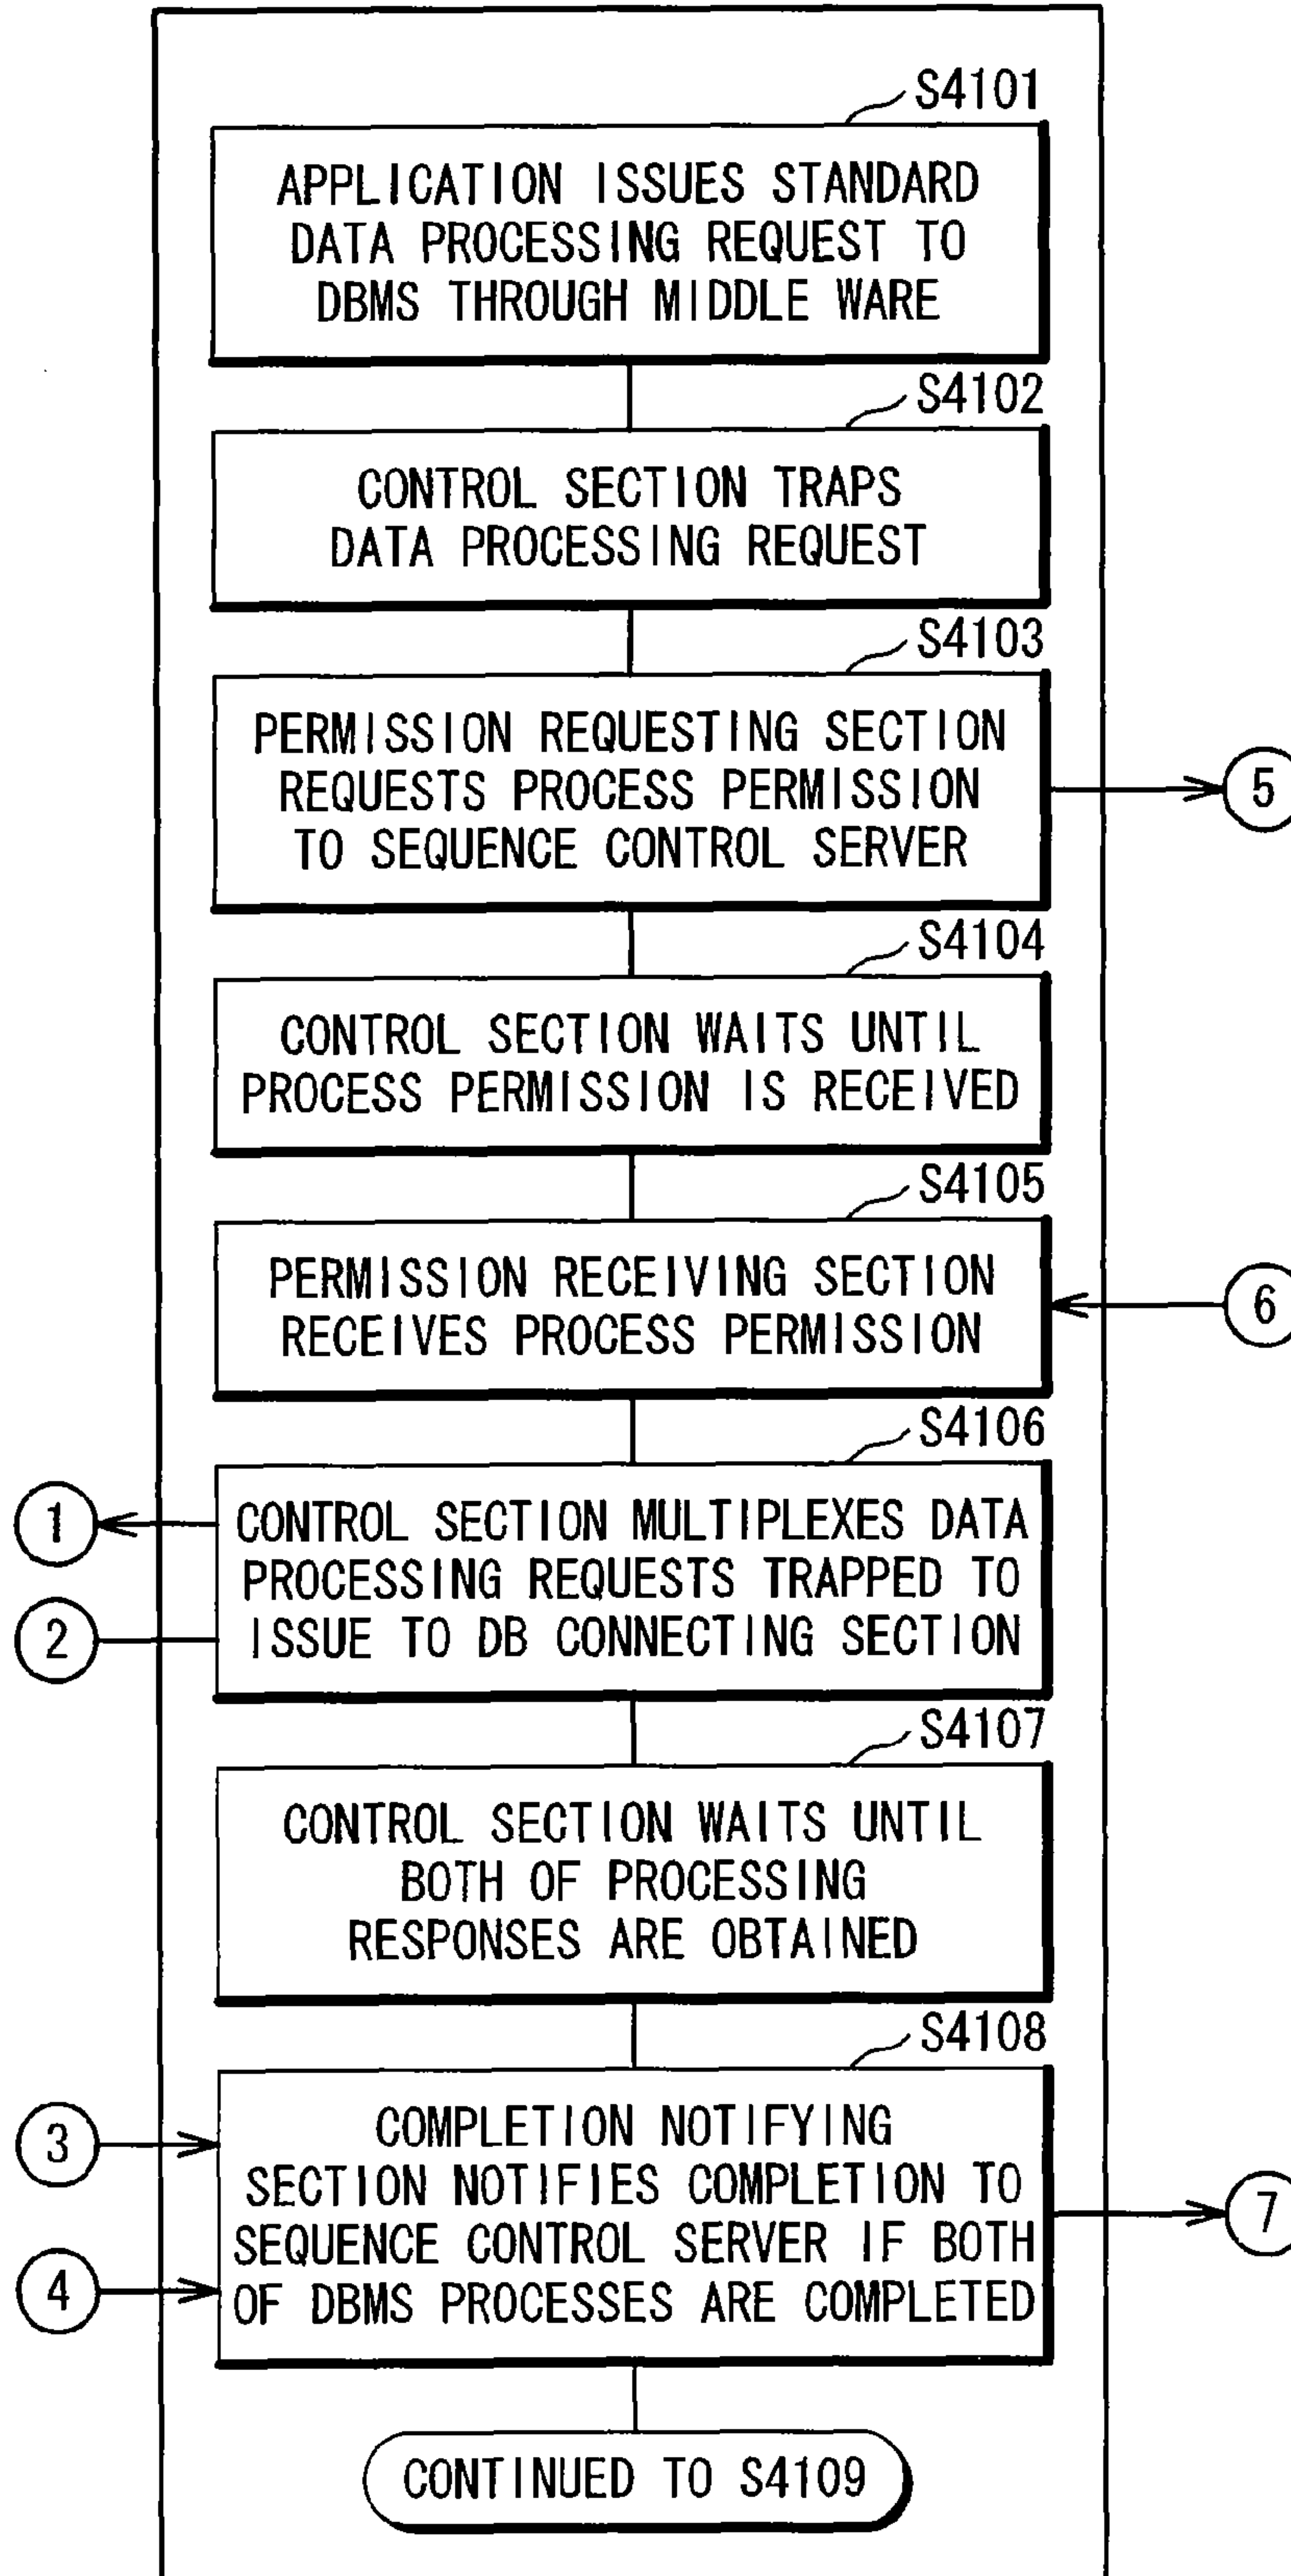 S4101
APPLICATION ISSUES STANDARD
DATA PROCESSING REQUEST TO
DBMS THROUGH MIDDLE WARE
S4102
CONTROL SECTION TRAPS
DATA PROCESSING REQUEST
S4103
PERMISSION REQUESTING SECTION
REQUESTS PROCESS PERMISSION
TO SEQUENCE CONTROL SERVER
5
S4104
CONTROL SECTION WAITS UNTIL
PROCESS PERMISSION IS RECEIVED
S4105
PERMISSION RECEIVING SECTION
RECEIVES PROCESS PERMISSION
6
S4106
1
CONTROL SECTION MULTIPLEXES DATA
PROCESSING REQUESTS TRAPPED TO
ISSUE TO DB CONNECTING SECTION
2
S4107
CONTROL SECTION WAITS UNTIL
BOTH OF PROCESSING
RESPONSES ARE OBTAINED
S4108
3
COMPLETION NOTIFYING
SECTION NOTIFIES COMPLETION TO
SEQUENCE CONTROL SERVER IF BOTH
OF DBMS PROCESSES ARE COMPLETED
4
7
CONTINUED TO S4109